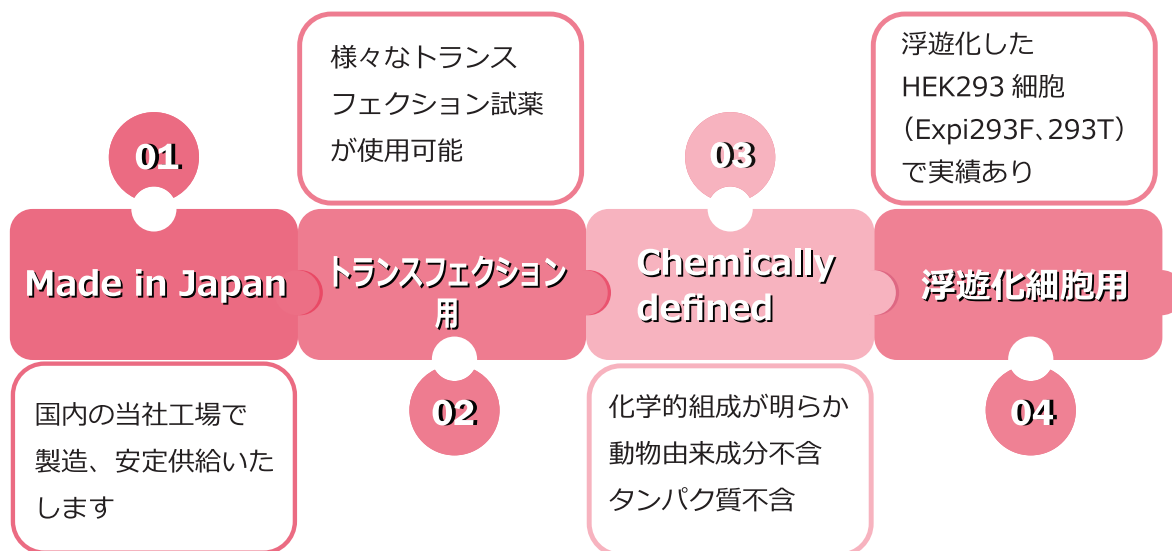 01
Made in Japan
国内の当社工場で
製造、安定供給いた
します
様々なトランス
フェクション試薬
が使用可能
トランスフェクション
用
02
03
Chemically
defined
化学的組成が明らか
動物由来成分不含
タンパク質不含
浮遊化した
HEK293 細胞
（Expi293F、293T）
で実績あり
浮遊化細胞用
04